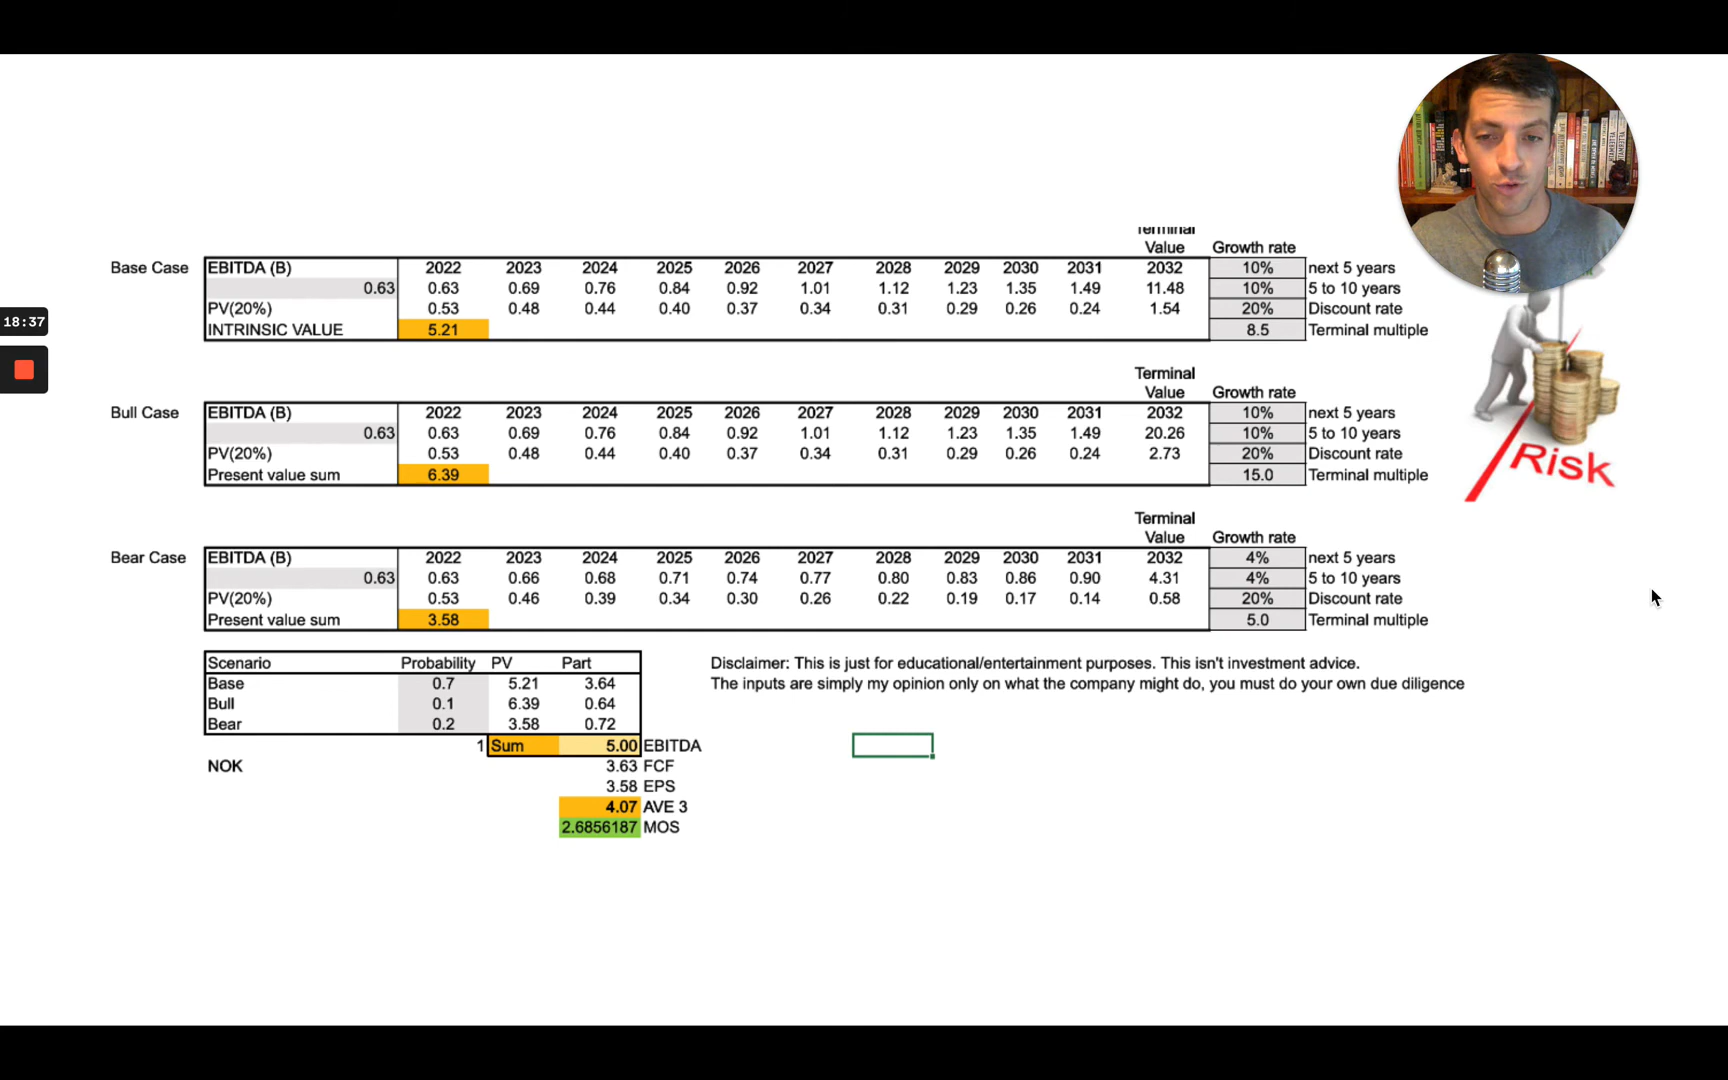 18:37
Terminal
Value Growth rate
Base Case EBITDA (B) 2022 2023 2024 2025 2026 2027 2028 2029 2030 2031 2032 10% next 5 years
0.63 0.63 0.69 0.76 0.84 0.92 1.01 1.12 1.23 1.35 1.49 11.48 10% 5 to 10 years
PV(20%) 0.53 0.48 0.44 0.40 0.37 0.34 0.31 0.29 0.26 0.24 1.54 20% Discount rate
INTRINSIC VALUE 5.21 8.5 Terminal multiple
Terminal
Value Growth rate
Bull Case EBITDA (B) 2022 2023 2024 2025 2026 2027 2028 2029 2030 2031 2032 10% next 5 years
0.63 0.63 0.69 0.76 0.84 0.92 1.01 1.12 1.23 1.35 1.49 20.26 10% 5 to 10 years
PV(20%) 0.53 0.48 0.44 0.40 0.37 0.34 0.31 0.29 0.26 0.24 2.73 20% Discount rate
Present value sum 6.39 15.0 Terminal multiple
Risk
Terminal
Value Growth rate
Bear Case EBITDA (B) 2022 2023 2024 2025 2026 2027 2028 2029 2030 2031 2032 4% next 5 years
0.63 0.63 0.66 0.68 0.71 0.74 0.77 0.80 0.83 0.86 0.90 4.31 4% 5 to 10 years
PV(20%) 0.53 0.46 0.39 0.34 0.30 0.26 0.22 0.19 0.17 0.14 0.58 20% Discount rate
Present value sum 3.58 5.0 Terminal multiple
Scenario Probability PV Part
Base 0.7 5.21 3.64
Bull 0.1 6.39 0.64
Bear 0.2 3.58 0.72
1 Sum 5.00 EBITDA
NOK 3.63 FCF
3.58 EPS
4.07 AVE 3
2.6856187 MOS
Disclaimer: This is just for educational/entertainment purposes. This isn't investment advice.
The inputs are simply my opinion only on what the company might do, you must do your own due diligence